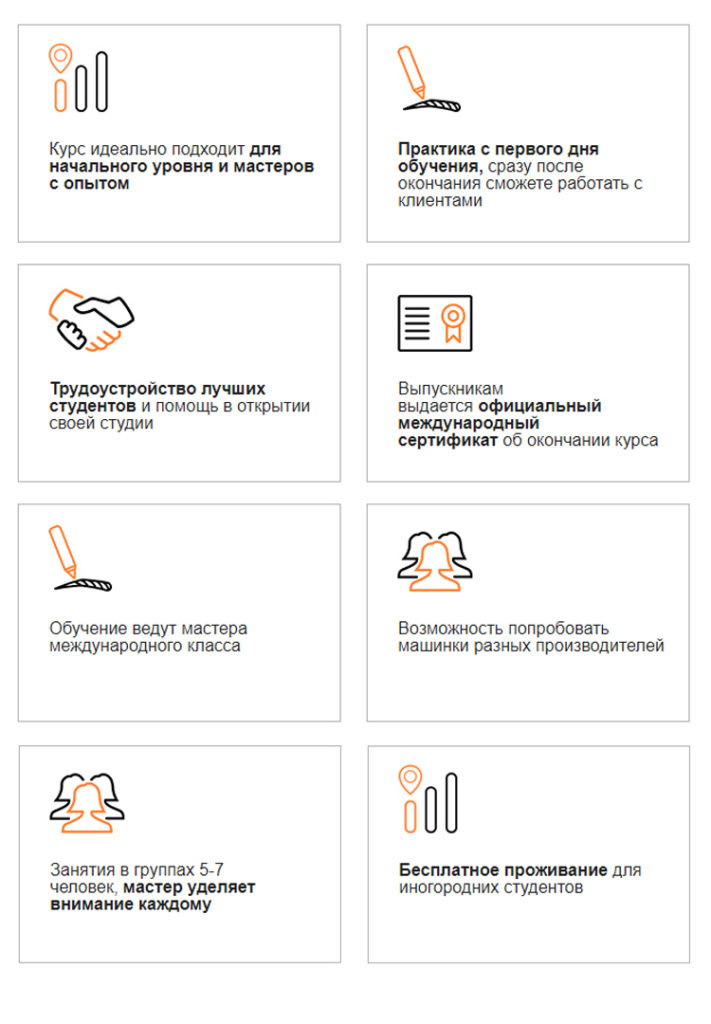 Курс идеально подходит для
начального уровня и мастеров
с опытом
Практика с первого дня
обучения, сразу после
окончания сможете работать с
клиентами
Трудоустройство лучших
студентов и помощь в открытии
своей студии
Выпускникам
выдается официальный
международный
сертификат об окончании курса
Обучение ведут мастера
международного класса
Возможность попробовать
машинки разных производителей
Занятия в группах 5-7
человек, мастер уделяет
внимание каждому
Бесплатное проживание для
иногородних студентов